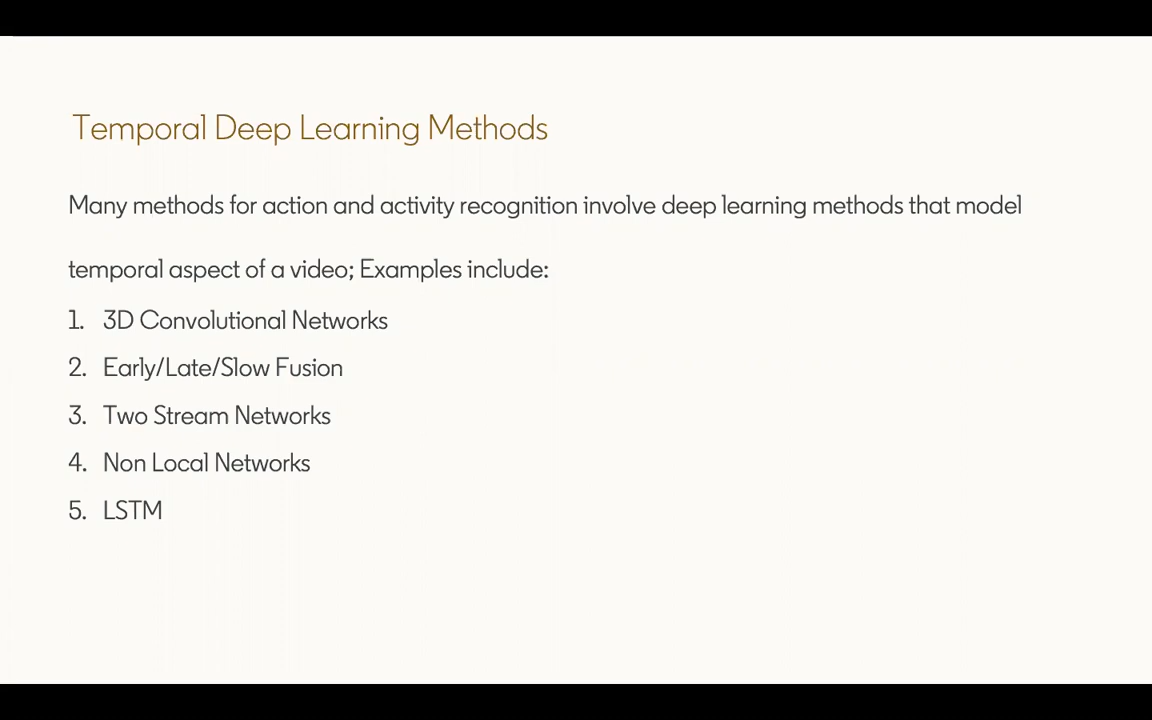 Temporal Deep Learning Methods
Many methods for action and activity recognition involve deep learning methods that model
temporal aspect of a video; Examples include:
1. 3D Convolutional Networks
2. Early/Late/Slow Fusion
3. Two Stream Networks
4. Non Local Networks
5. LSTM